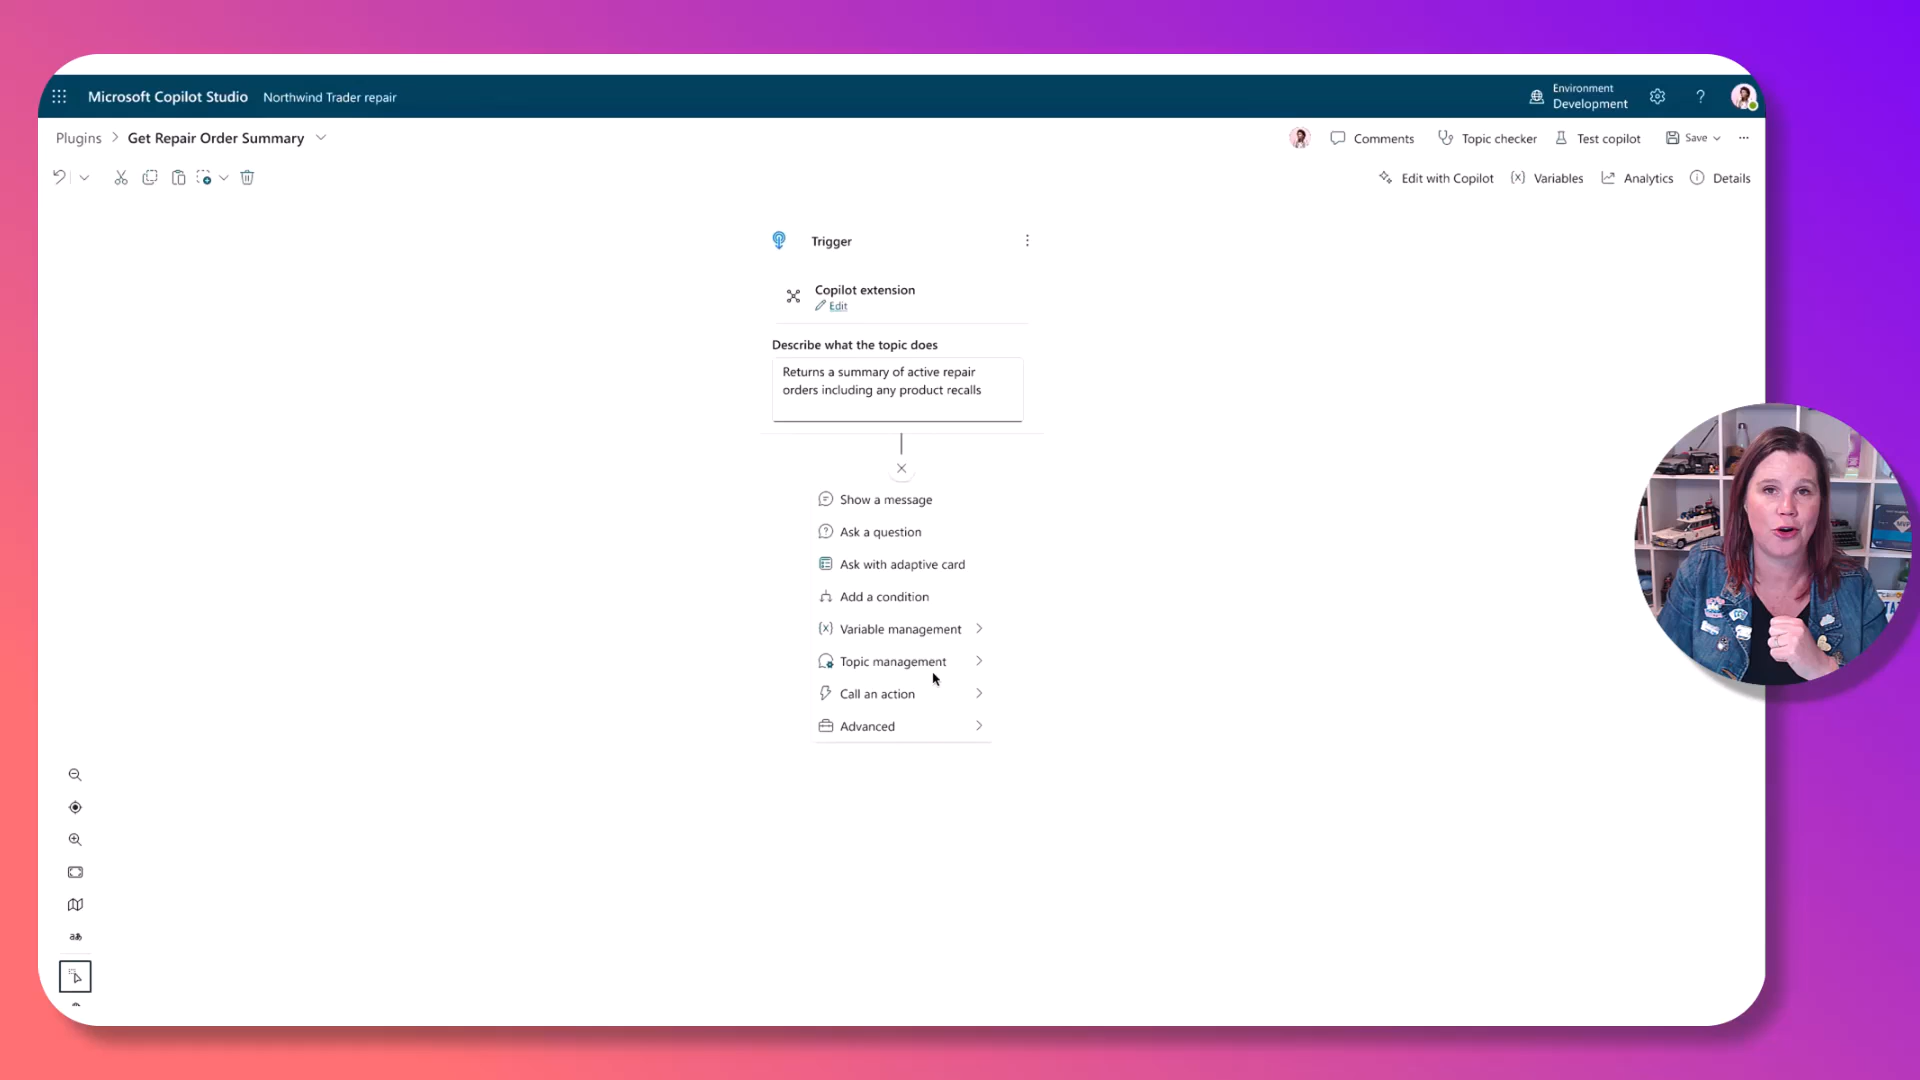 Microsoft Copilot Studio
Northwind Trader repair
Environment
Development
?
Plugins > Get Repair Order Summary
Comments
Topic checker
Test copilot
Save
Edit with Copilot
(x) Variables
Analytics
Details
Trigger
Copilot extension
Edit
Describe what the topic does
Returns a summary of active repair
orders including any product recalls
Show a message
Ask a question
Ask with adaptive card
Add a condition
(x) Variable management
Topic management
Call an action
Advanced